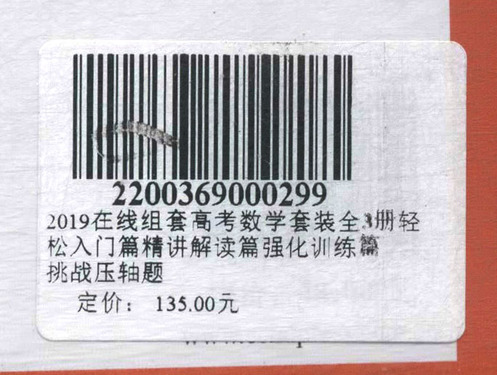 2200369000299
2019在线组套高考数学套装全3册轻
松入门篇精讲解读篇强化训练篇
挑战压轴题
定价： 135.00元